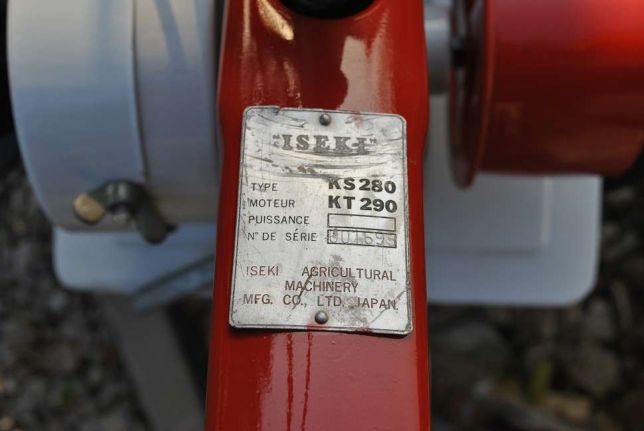 "ISEKI"
TYPE KS280
MOTEUR KT290
PUISSANCE
N° DE SÉRIE
ISEKI AGRICULTURAL
MACHINERY
MFG. CO., LTD. JAPAN